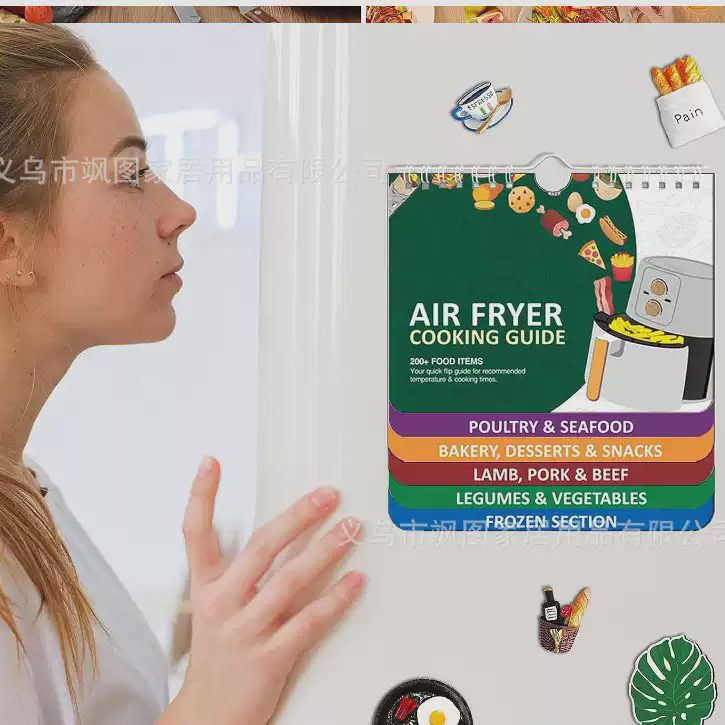 ESPRESSO
Pain
义乌市飒图家居用品有限公司
AIR FRYER
COOKING GUIDE
200+ FOOD ITEMS
Your quick flip guide for recommended
temperature & cooking times.
POULTRY & SEAFOOD
BAKERY, DESSERTS & SNACKS
LAMB, PORK & BEEF
LEGUMES & VEGETABLES
FROZEN SECTION
义乌市飒图家居用品有限公司